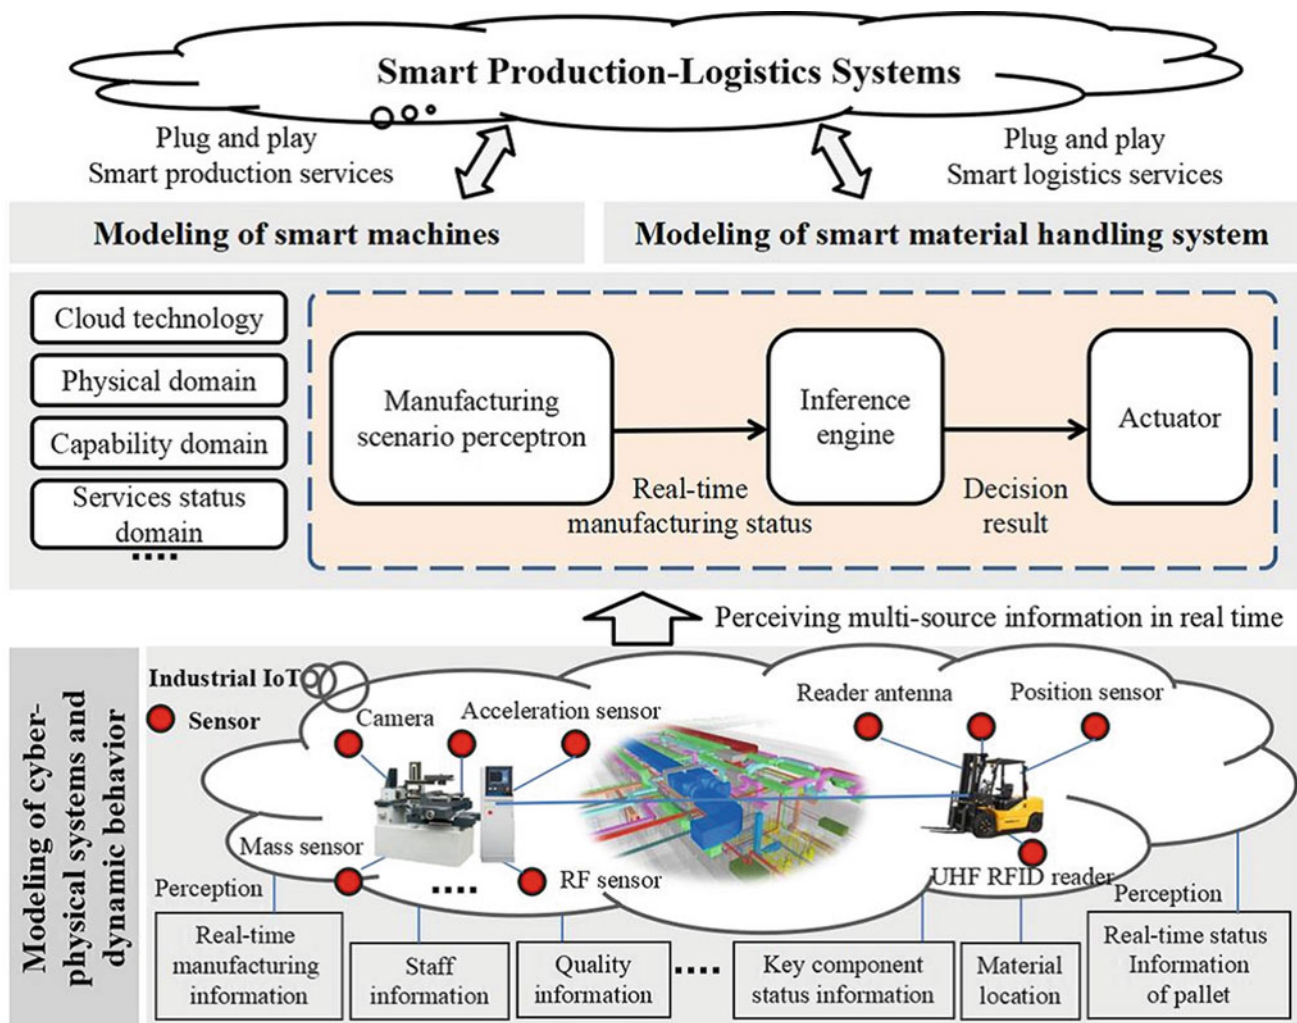 Smart Production-Logistics Systems
Plug and play
Smart production services
Plug and play
Smart logistics services
Modeling of smart machines
Modeling of smart material handling system
Cloud technology
Physical domain
Capability domain
Services status
domain
Manufacturing
scenario perceptron
Real-time
manufacturing status
Inference
engine
Decision
result
Actuator
Perceiving multi-source information in real time
Modeling of cyber-
physical systems and
dynamic behavior
Industrial IoT
Sensor
Camera
Acceleration sensor
Reader antenna
Position sensor
Mass sensor
RF sensor
UHF RFID reader
Perception
Perception
Real-time
manufacturing
information
Staff
information
Quality
information
Key component
status information
Material
location
Real-time status
Information
of pallet